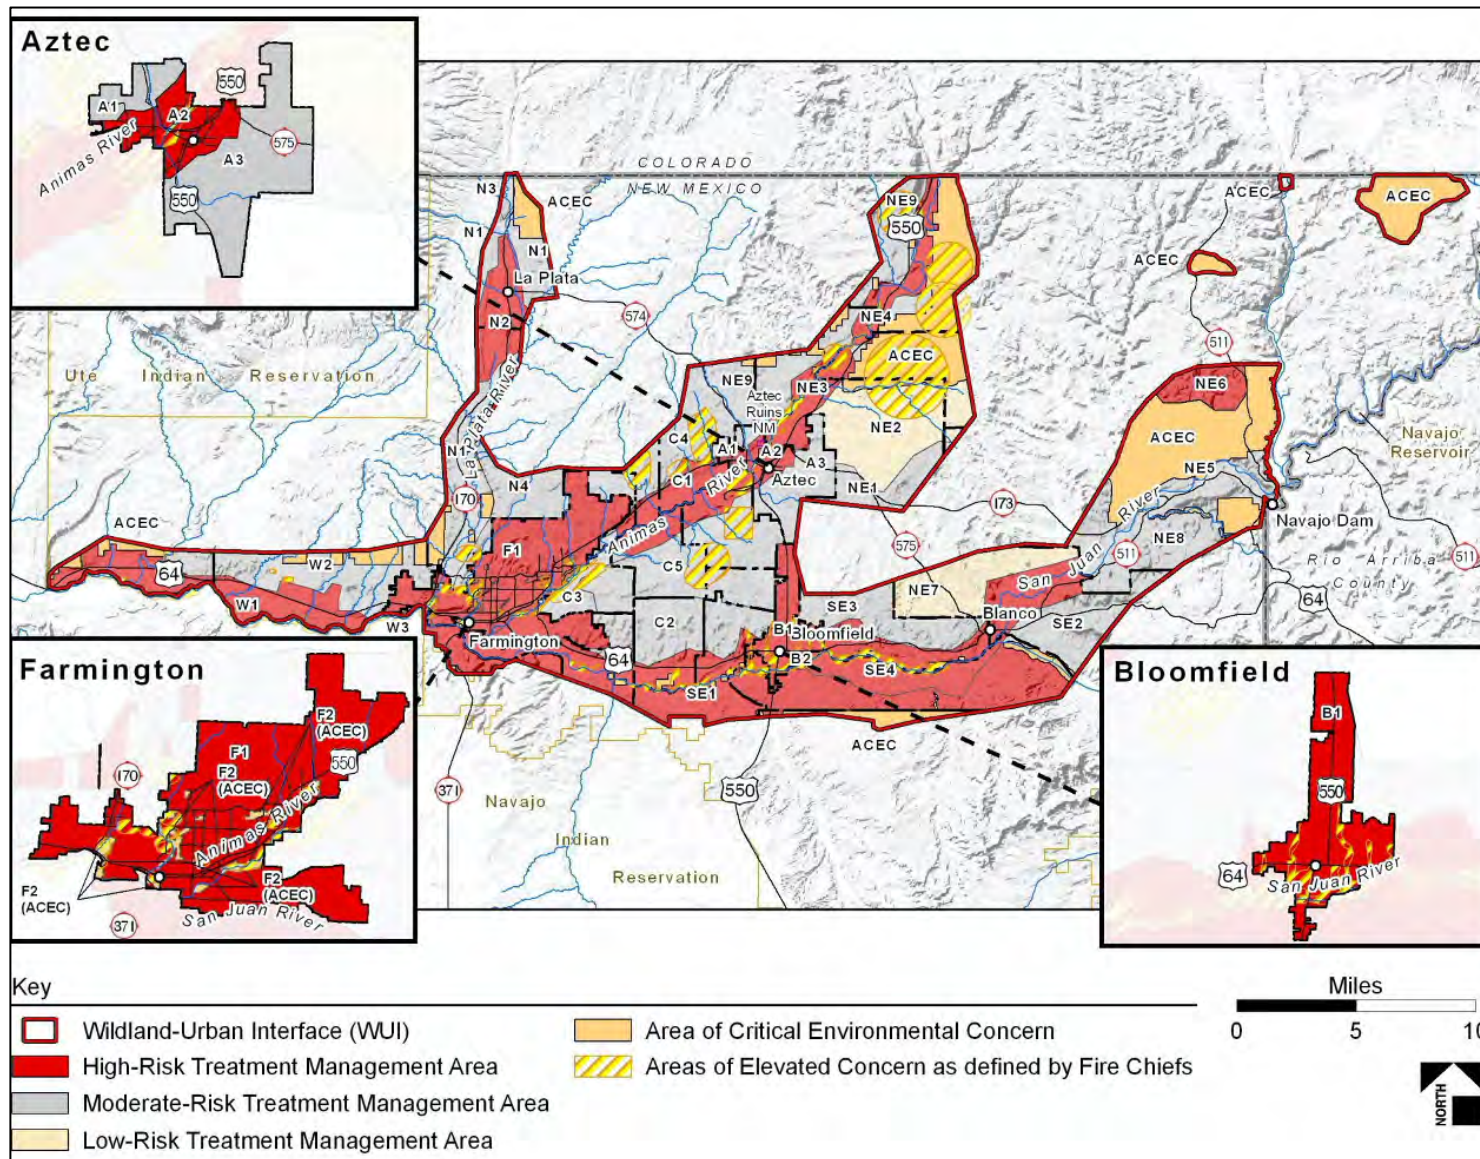 Aztec
550
A1
A2
575
A3
Animas River
550
COLORADO
NEW MEXICO
N3
ACEC
N1
N1
La Plata
N2
574
La Plata River
N1
N4
170
Ute Indian Reservation
NE9
550
NE4
ACEC
NE3
NE9
Aztec
Ruins
NM
NE2
C4
A1
A2
A3
Aztec
C1
NE1
Animas River
ACEC
ACEC
ACEC
511
NE6
ACEC
NE5
Navajo
Reservoir
173
Navajo Dam
NE8
511
575
San Juan River
Rio Arriba
County
511
64
ACEC
64
W2
W1
W3
F1
C3
C5
C2
Farmington
64
SE3
NE7
Blanco
SE2
B1
Bloomfield
B2
SE4
SE1
ACEC
371
550
Navajo
Indian
Reservation
Farmington
F2
(ACEC)
F1
550
170
F2
(ACEC)
Animas River
F2
(ACEC)
F2
(ACEC)
San Juan River
371
Bloomfield
B1
550
64
San Juan River
Key
Wildland-Urban Interface (WUI)
High-Risk Treatment Management Area
Moderate-Risk Treatment Management Area
Low-Risk Treatment Management Area
Area of Critical Environmental Concern
Areas of Elevated Concern as defined by Fire Chiefs
Miles
0 5 10
NORTH